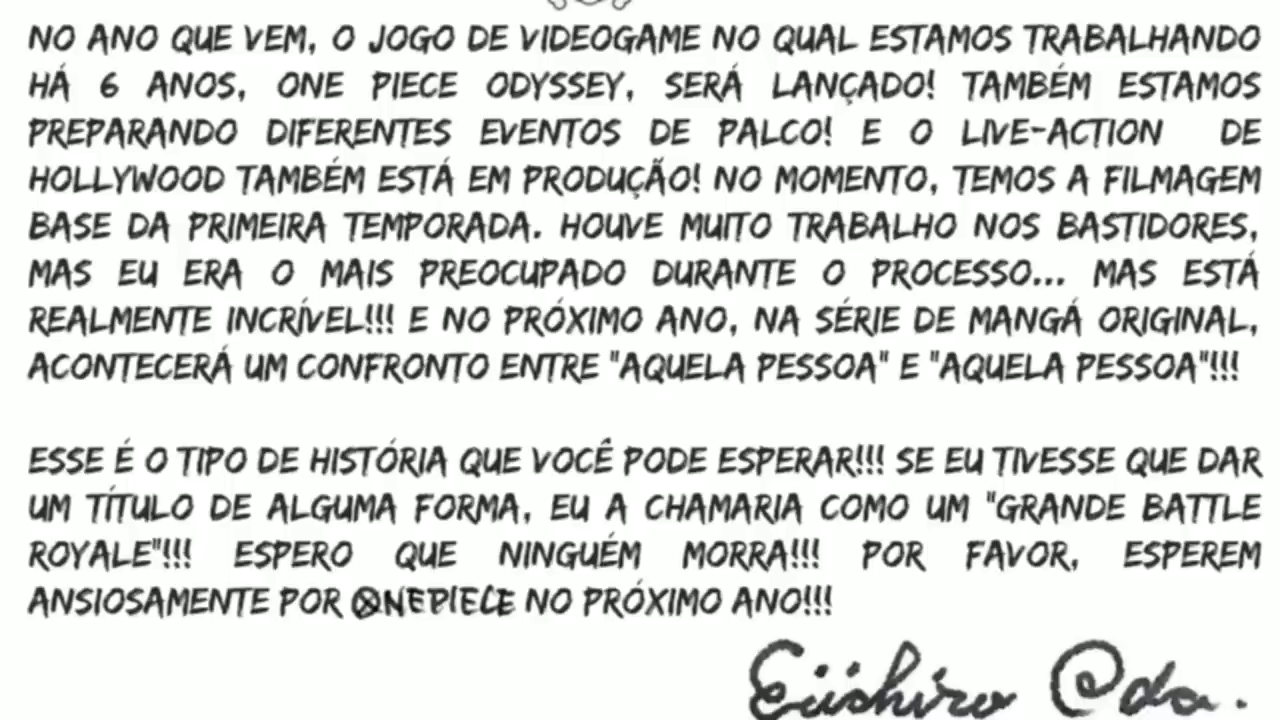 NO ANO QUE VEM, O JOGO DE VIDEOGAME NO QUAL ESTAMOS TRABALHANDO
HÁ 6 ANOS, ONE PIECE ODYSSEY, SERÁ LANÇADO! TAMBÉM ESTAMOS
PREPARANDO DIFERENTES EVENTOS DE PALCO! E O LIVE-ACTION DE
HOLLYWOOD TAMBÉM ESTÁ EM PRODUÇÃO! NO MOMENTO, TEMOS A FILMAGEM
BASE DA PRIMEIRA TEMPORADA. HOUVE MUITO TRABALHO NOS BASTIDORES,
MAS EU ERA O MAIS PREOCUPADO DURANTE O PROCESSO... MAS ESTÁ
REALMENTE INCRÍVEL!!! E NO PRÓXIMO ANO, NA SÉRIE DE MANGÁ ORIGINAL,
ACONTECERÁ UM CONFRONTO ENTRE "AQUELA PESSOA" E "AQUELA PESSOA"!!!
ESSE É O TIPO DE HISTÓRIA QUE VOCÊ PODE ESPERAR!!! SE EU TIVESSE QUE DAR
UM TÍTULO DE ALGUMA FORMA, EU A CHAMARIA COMO UM "GRANDE BATTLE
ROYALE"!!! ESPERO QUE NINGUÉM MORRA!!! POR FAVOR, ESPEREM
ANSIOSAMENTE POR ONEPIECE NO PRÓXIMO ANO!!!
Eiichiro Oda.